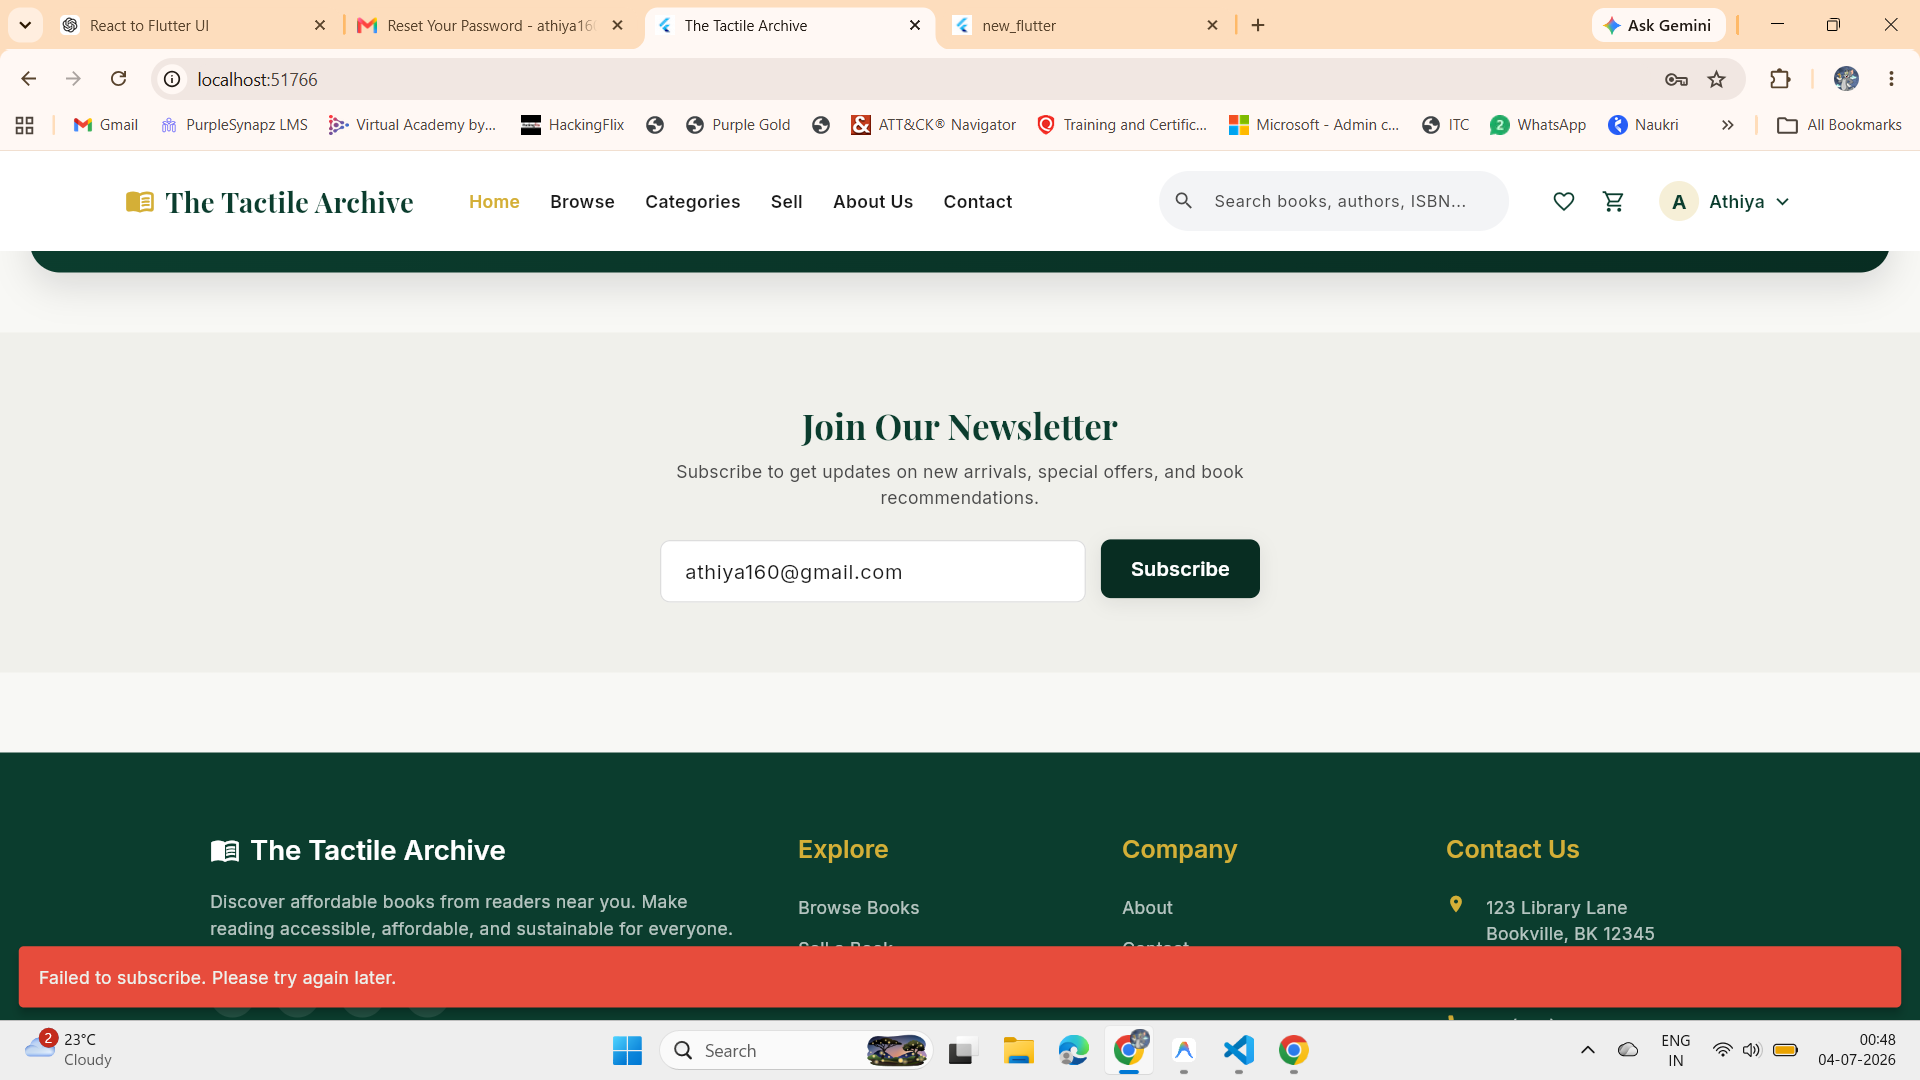 React to Flutter UI
Reset Your Password - athiya160
The Tactile Archive
new_flutter
Ask Gemini
localhost:51766
Gmail
PurpleSynapz LMS
Virtual Academy by...
HackingFlix
Purple Gold
ATT&CK® Navigator
Training and Certific...
Microsoft - Admin c...
ITC
WhatsApp
Naukri
All Bookmarks
The Tactile Archive
Home
Browse
Categories
Sell
About Us
Contact
Search books, authors, ISBN...
A
Athiya
Join Our Newsletter
Subscribe to get updates on new arrivals, special offers, and book
recommendations.
athiya160@gmail.com
Subscribe
The Tactile Archive
Discover affordable books from readers near you. Make
reading accessible, affordable, and sustainable for everyone.
Explore
Browse Books
Sell a Book
Company
About
Contact
Contact Us
123 Library Lane
Bookville, BK 12345
Failed to subscribe. Please try again later.
2
23°C
Cloudy
Search
ENG
IN
00:48
04-07-2026